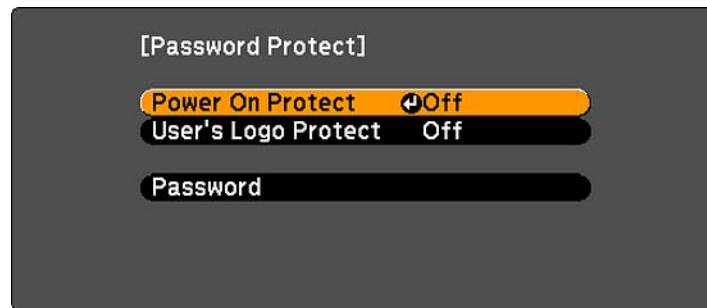 [Password Protect]
Power On Protect Off
User's Logo Protect Off
Password